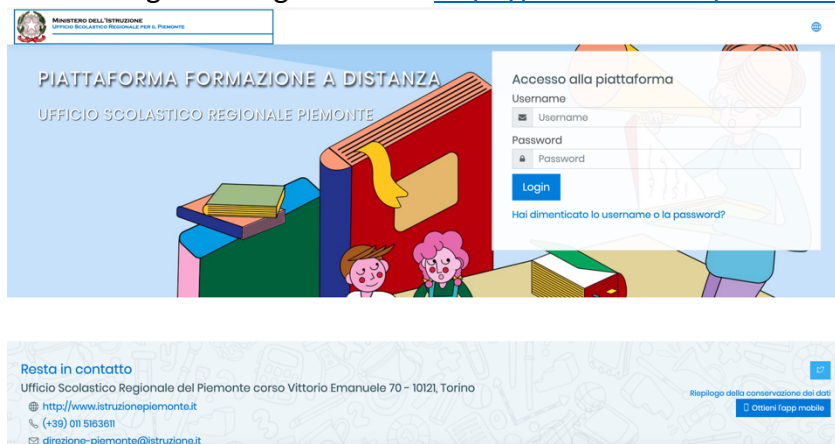 MINISTERO DELL'ISTRUZIONE
UFFICIO SCOLASTICO REGIONALE PER IL PIEMONTE
PIATTAFORMA FORMAZIONE A DISTANZA
UFFICIO SCOLASTICO REGIONALE PIEMONTE
Accesso alla piattaforma
Username
Username
Password
Password
Login
Hai dimenticato lo username o la password?
Resta in contatto
Ufficio Scolastico Regionale del Piemonte corso Vittorio Emanuele 70 - 10121, Torino
http://www.istruzionepiemonte.it
(+39) 011 5163611
direzione-piemonte@istruzione.it
Riepilogo della conservazione dei dati
Ottieni l'app mobile